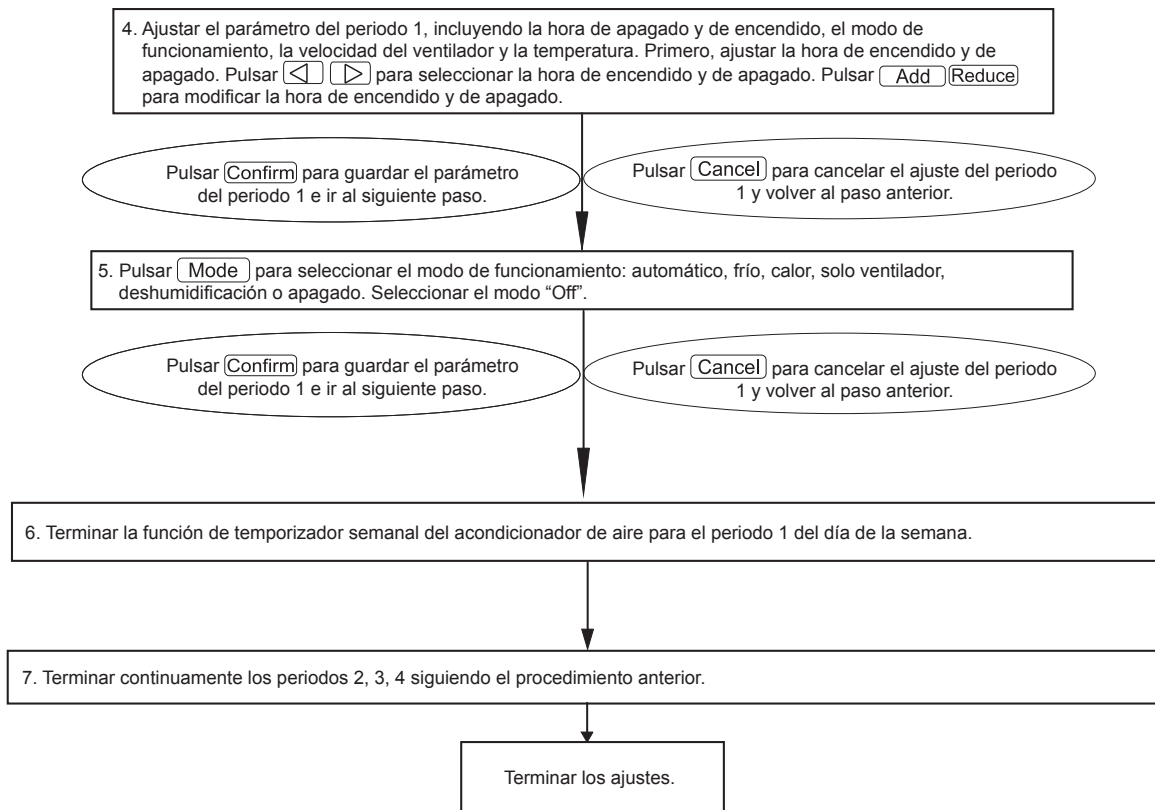 4. Ajustar el parámetro del periodo 1, incluyendo la hora de apagado y de encendido, el modo de
funcionamiento, la velocidad del ventilador y la temperatura. Primero, ajustar la hora de encendido y de
apagado. Pulsar ◁ ▷ para seleccionar la hora de encendido y de apagado. Pulsar Add Reduce
para modificar la hora de encendido y de apagado.
Pulsar Confirm para guardar el parámetro
del periodo 1 e ir al siguiente paso.
Pulsar Cancel para cancelar el ajuste del periodo
1 y volver al paso anterior.
5. Pulsar Mode para seleccionar el modo de funcionamiento: automático, frío, calor, solo ventilador,
deshumidificación o apagado. Seleccionar el modo “Off”.
Pulsar Confirm para guardar el parámetro
del periodo 1 e ir al siguiente paso.
Pulsar Cancel para cancelar el ajuste del periodo
1 y volver al paso anterior.
6. Terminar la función de temporizador semanal del acondicionador de aire para el periodo 1 del día de la semana.
7. Terminar continuamente los periodos 2, 3, 4 siguiendo el procedimiento anterior.
Terminar los ajustes.